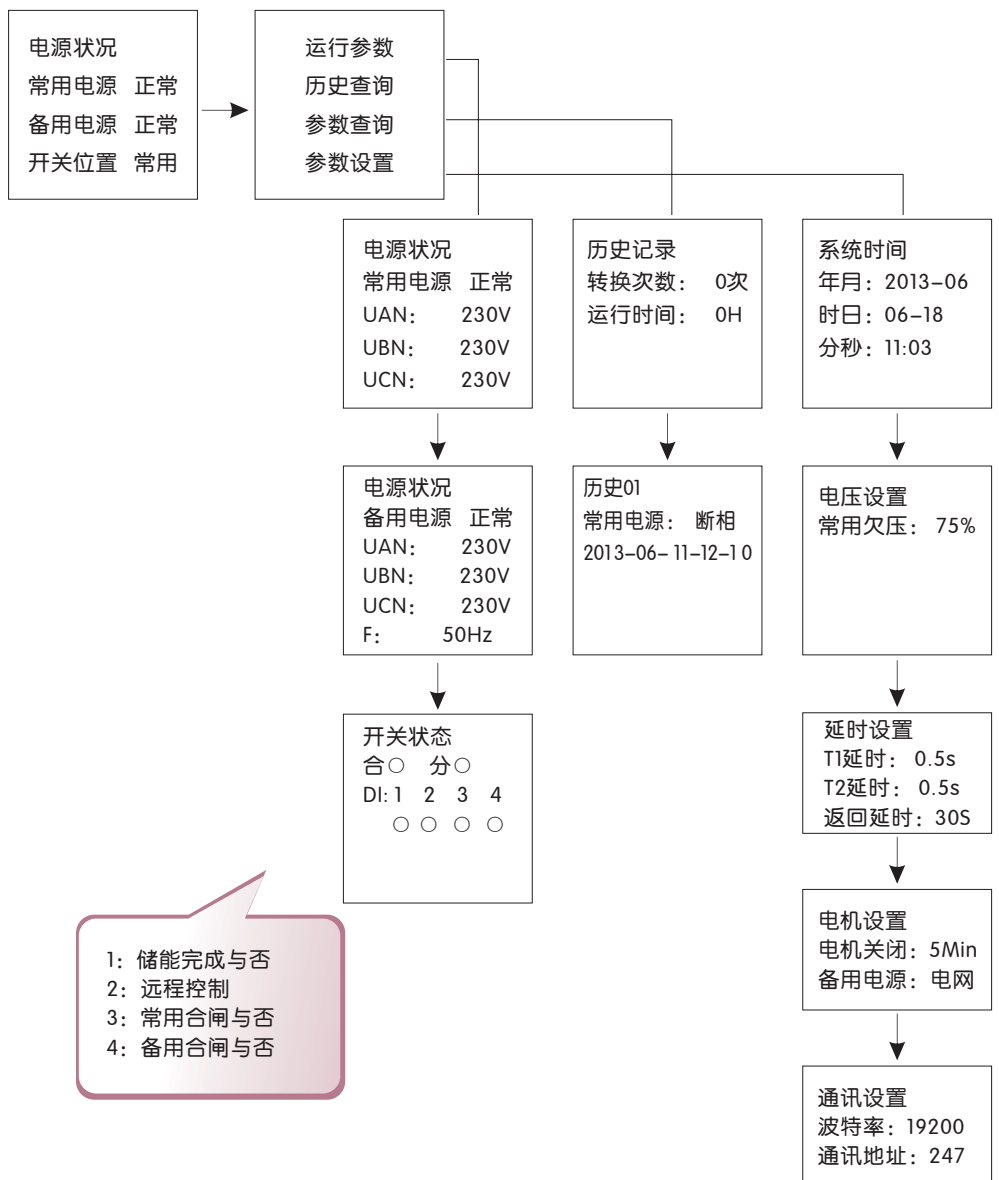 电源状况
常用电源 正常
备用电源 正常
开关位置 常用
运行参数
历史查询
参数查询
参数设置
电源状况
常用电源 正常
UAN： 230V
UBN： 230V
UCN： 230V
历史记录
转换次数： 0次
运行时间： 0H
系统时间
年月：2013-06
时日：06-18
分秒：11:03
电源状况
备用电源 正常
UAN： 230V
UBN： 230V
UCN： 230V
F： 50Hz
历史01
常用电源： 断相
2013-06-11-12-10
电压设置
常用欠压： 75%
开关状态
合○ 分○
DI: 1 2 3 4
○ ○ ○ ○
延时设置
T1延时： 0.5s
T2延时： 0.5s
返回延时：30S
1：储能完成与否
2：远程控制
3：常用合闸与否
4：备用合闸与否
电机设置
电机关闭：5Min
备用电源：电网
通讯设置
波特率：19200
通讯地址：247